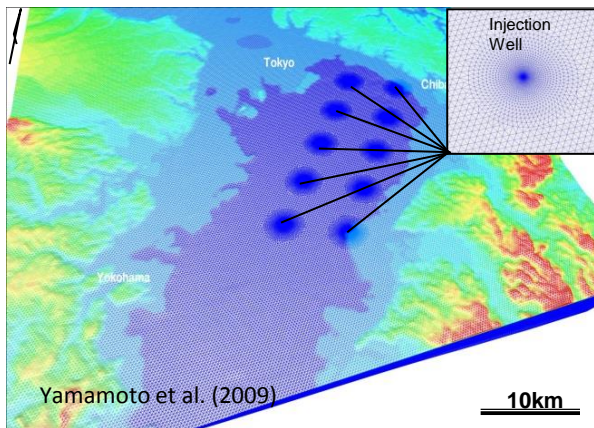 Injection
Well
Tokyo
Yokohama
Yamamoto et al. (2009)
10km